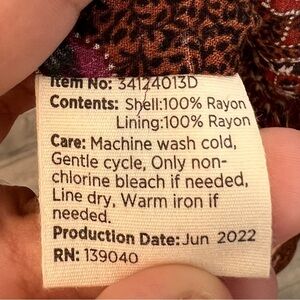 Item No: 34124013D
Contents: Shell:100% Rayon
Lining:100% Rayon
Care: Machine wash cold,
Gentle cycle, Only non-
chlorine bleach if needed,
Line dry, Warm iron if
needed.
Production Date: Jun 2022
RN: 139040